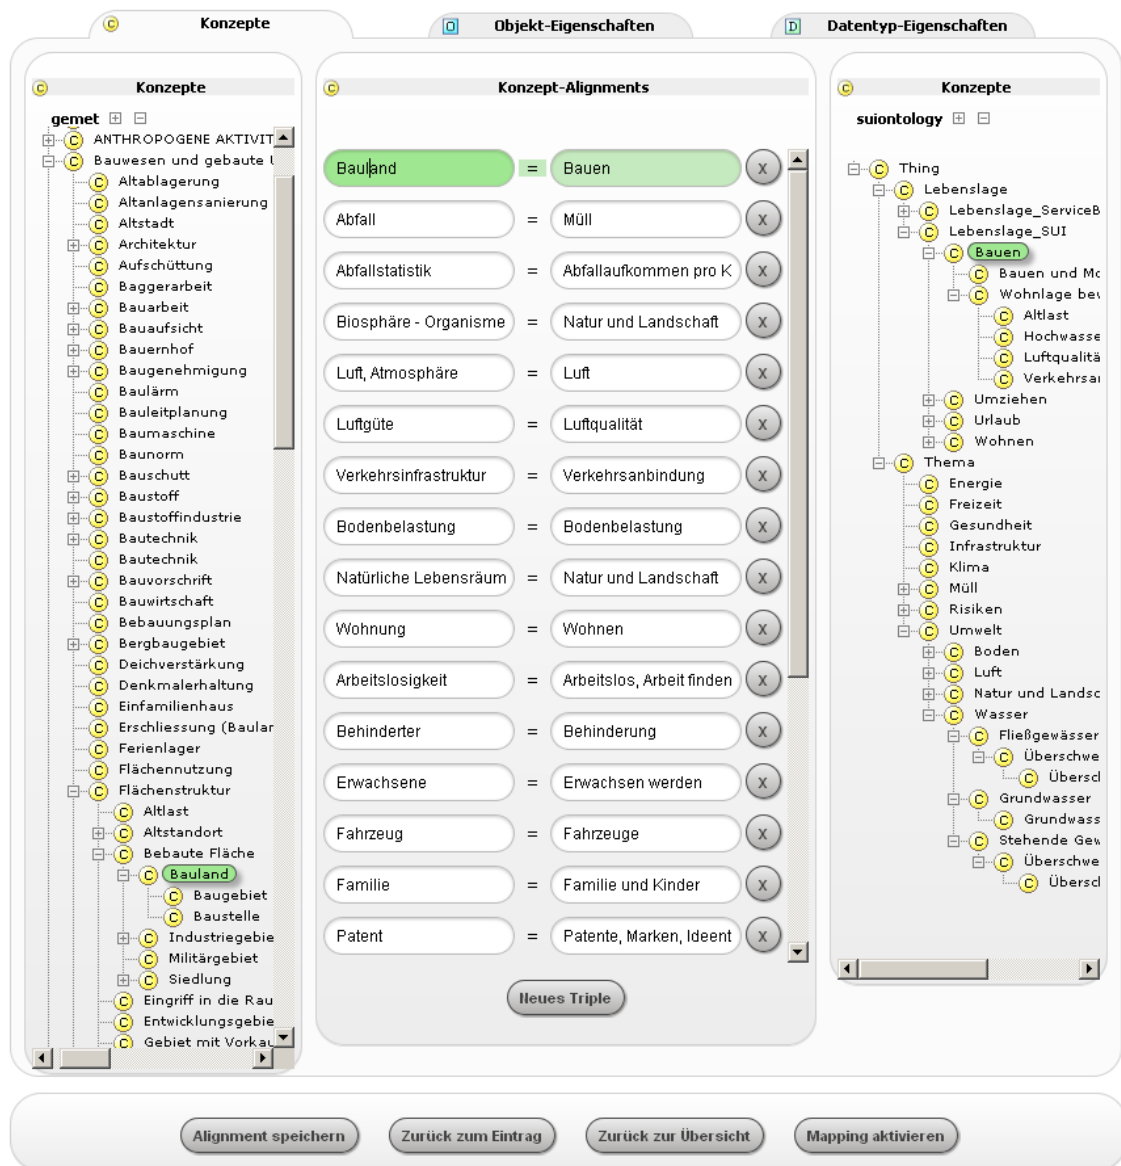 Konzepte
Objekt-Eigenschaften
Datentyp-Eigenschaften
Konzepte
gemet
ANTHROPOGENE AKTIVIT
Bauwesen und gebaute
Altablagerung
Altanlagensanierung
Altstadt
Architektur
Aufschüttung
Baggerarbeit
Bauarbeit
Bauaufsicht
Bauernhof
Baugenehmigung
Baulärm
Bauleitplanung
Baumaschine
Baunorm
Bauschutt
Baustoff
Baustoffindustrie
Bautechnik
Bautechnik
Bauvorschrift
Bauwirtschaft
Bebauungsplan
Bergbaugebiet
Deichverstärkung
Denkmalerhaltung
Einfamilienhaus
Erschliessung (Baular
Ferienlager
Flächennutzung
Flächenstruktur
Altlast
Altstandort
Bebaute Fläche
Bauland
Baugebiet
Baustelle
Industriegebie
Militärgebiet
Siedlung
Eingriff in die Rau
Entwicklungsgebie
Gebiet mit Vorkau
Konzept-Alignments
Bauland = Bauen X
Abfall = Müll X
Abfallstatistik = Abfallaufkommen pro K X
Biosphäre - Organisme = Natur und Landschaft X
Luft, Atmosphäre = Luft X
Luftgüte = Luftqualität X
Verkehrsinfrastruktur = Verkehrsanbindung X
Bodenbelastung = Bodenbelastung X
Natürliche Lebensräum = Natur und Landschaft X
Wohnung = Wohnen X
Arbeitslosigkeit = Arbeitslos, Arbeit finden X
Behinderter = Behinderung X
Erwachsene = Erwachsen werden X
Fahrzeug = Fahrzeuge X
Familie = Familie und Kinder X
Patent = Patente, Marken, Ideent X
Neues Triple
Konzepte
suiontology
Thing
Lebenslage
Lebenslage_ServiceB
Lebenslage_SUI
Bauen
Bauen und Mo
Wohnlage bew
Altlast
Hochwasse
Luftqualitä
Verkehrsan
Umziehen
Urlaub
Wohnen
Thema
Energie
Freizeit
Gesundheit
Infrastruktur
Klima
Müll
Risiken
Umwelt
Boden
Luft
Natur und Landsc
Wasser
Fließgewässer
Überschwe
Übersch
Grundwasser
Grundwass
Stehende Gew
Überschwe
Übersch
Alignment speichern
Zurück zum Eintrag
Zurück zur Übersicht
Mapping aktivieren